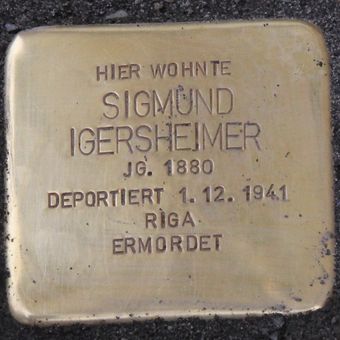 HIER WOHNTE
SIGMUND
IGERSHEIMER
JG. 1880
DEPORTIERT 1.12.1941
RIGA
ERMORDET